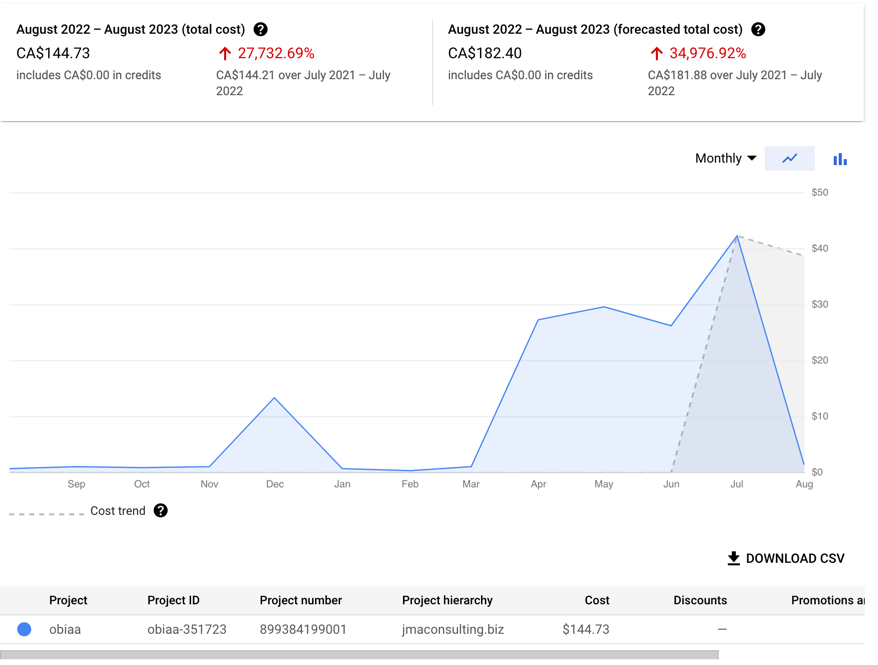 August 2022 – August 2023 (total cost) ?
CA$144.73
27,732.69%
includes CA$0.00 in credits
CA$144.21 over July 2021 – July
2022
August 2022 – August 2023 (forecasted total cost) ?
CA$182.40
34,976.92%
includes CA$0.00 in credits
CA$181.88 over July 2021 – July
2022
Monthly
$50
$40
$30
$20
$10
$0
Sep Oct Nov Dec Jan Feb Mar Apr May Jun Jul Aug
Cost trend ?
DOWNLOAD CSV
Project Project ID Project number Project hierarchy Cost Discounts Promotions a
obiaa obiaa-351723 899384199001 jmaconsulting.biz $144.73 —